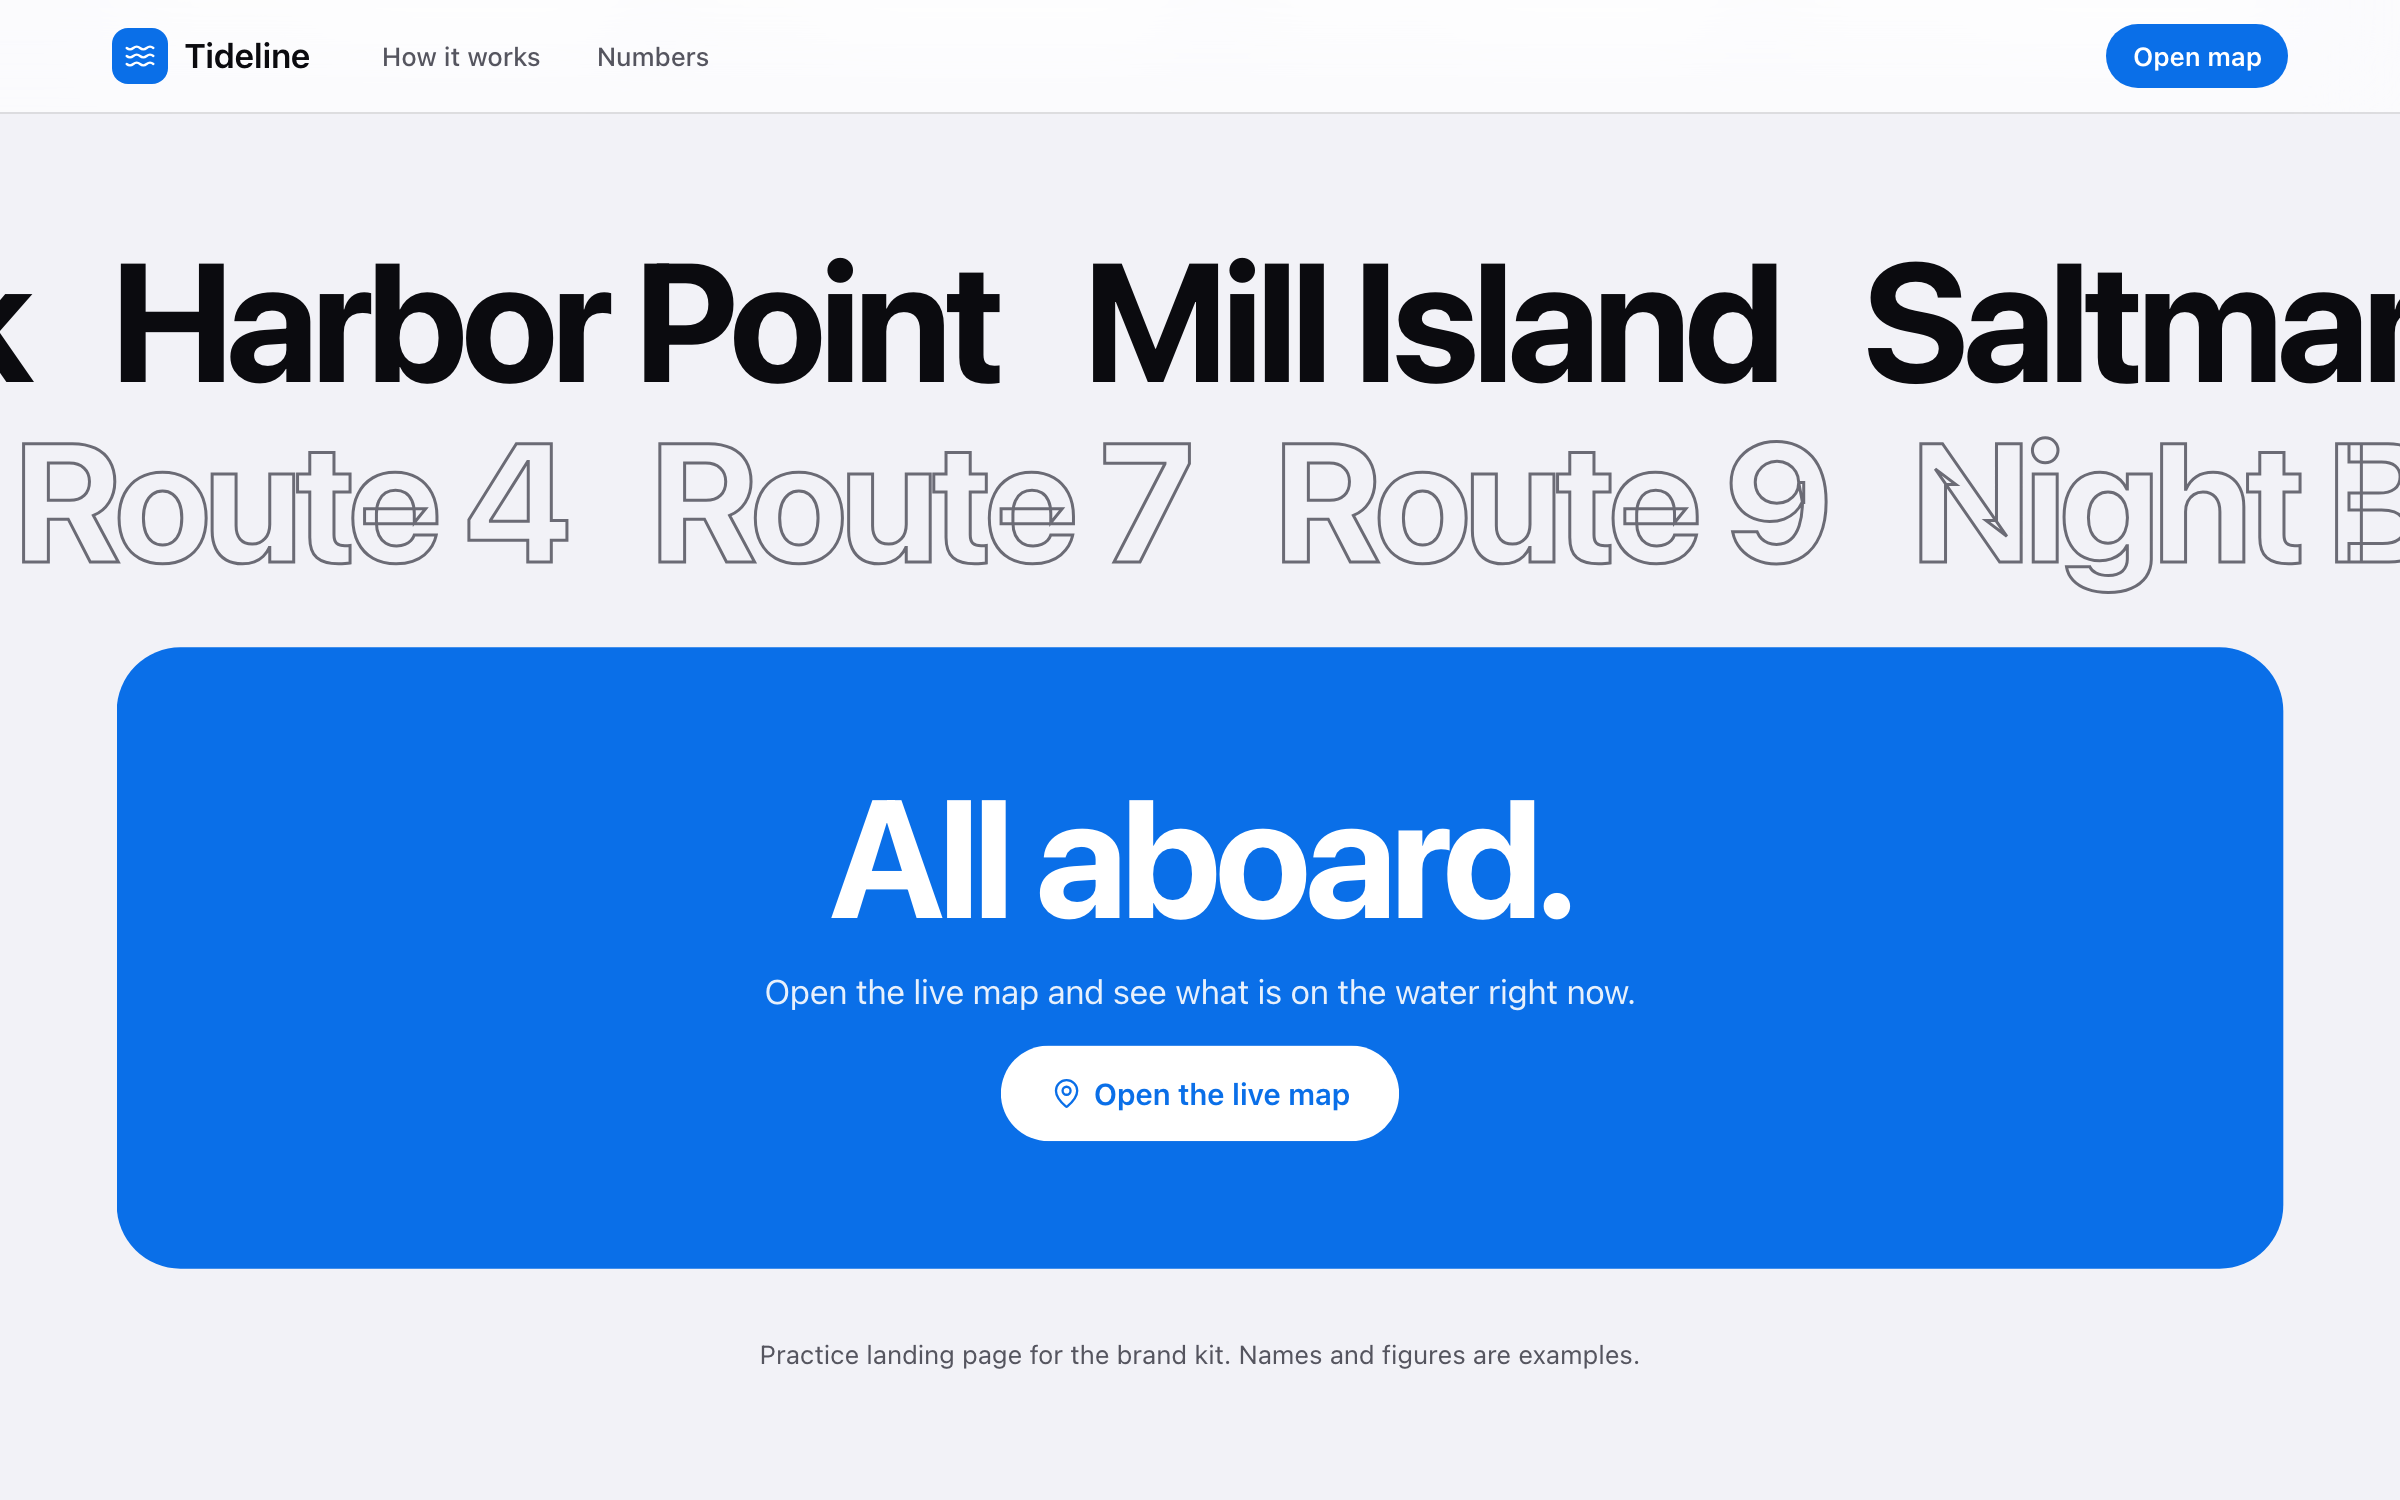 Tideline
How it works
Numbers
Open map
k Harbor Point Mill Island Saltmar
Route 4 Route 7 Route 9 Night B
All aboard.
Open the live map and see what is on the water right now.
Open the live map
Practice landing page for the brand kit. Names and figures are examples.